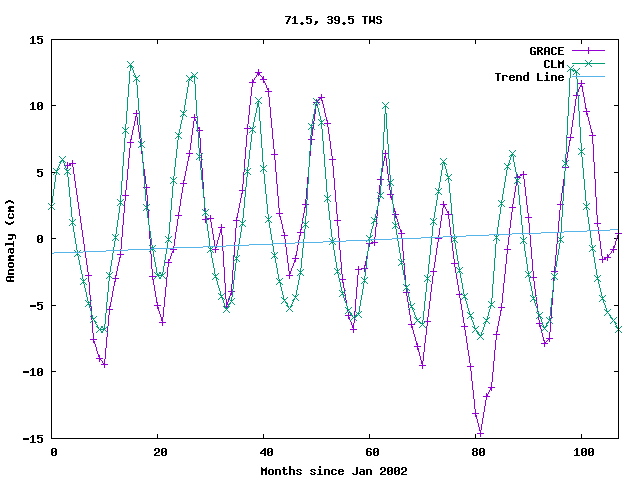 71.5, 39.5 TWS
GRACE
CLM
Trend Line
15
10
5
0
-5
-10
-15
Anomaly (cm)
0 20 40 60 80 100
Months since Jan 2002